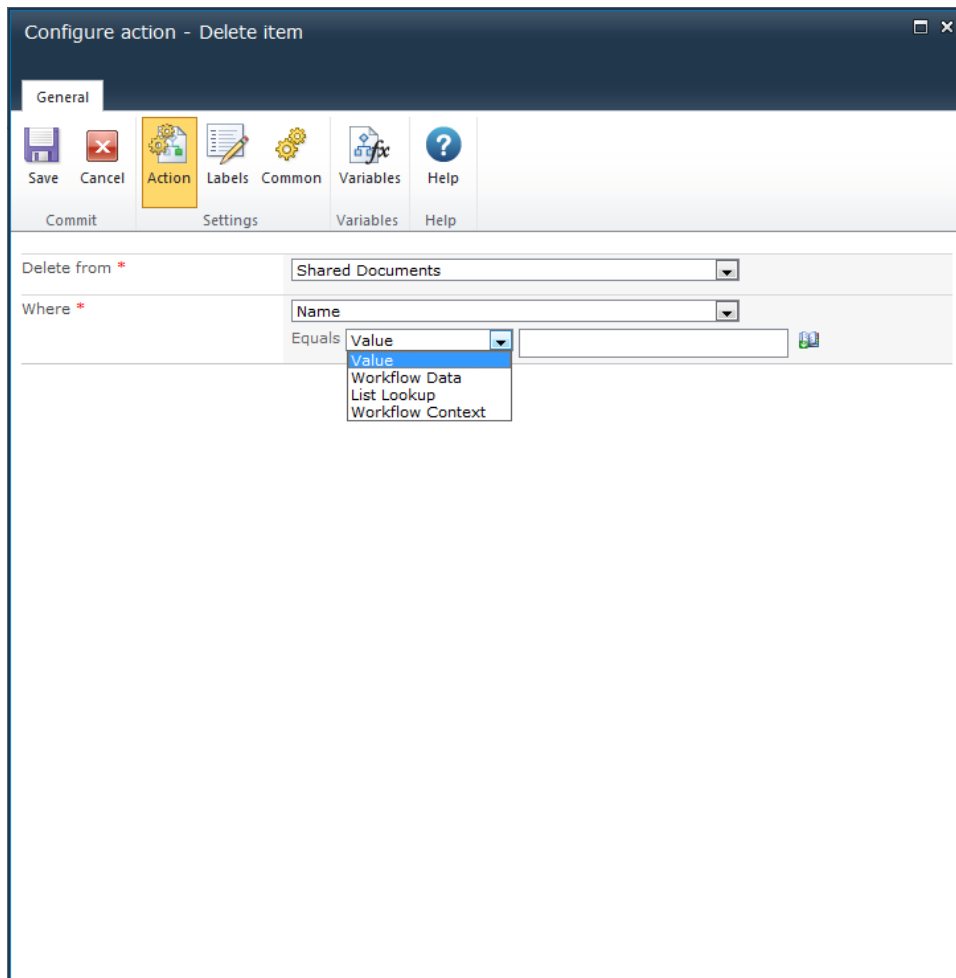 Configure action - Delete item
General
Save Cancel Action Labels Common Variables Help
Commit Settings Variables Help
Delete from * Shared Documents
Where * Name
Equals Value
Value
Workflow Data
List Lookup
Workflow Context